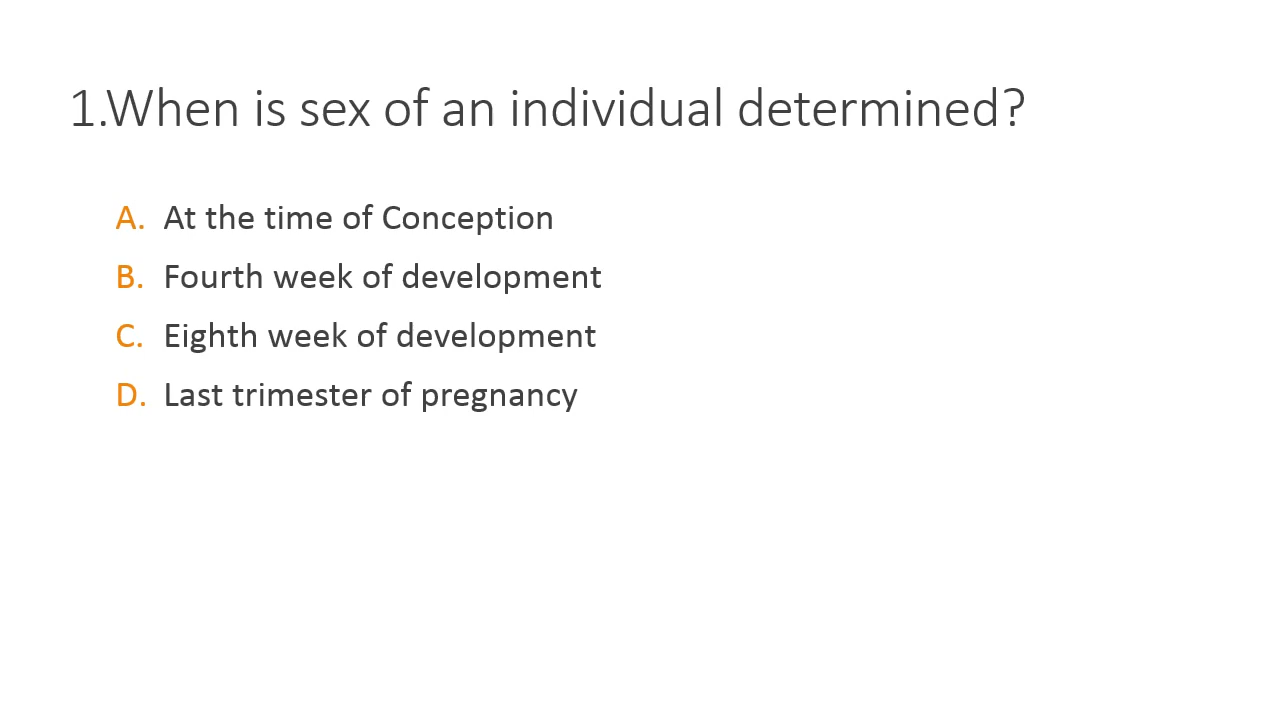 1.When is sex of an individual determined?
A. At the time of Conception
B. Fourth week of development
C. Eighth week of development
D. Last trimester of pregnancy